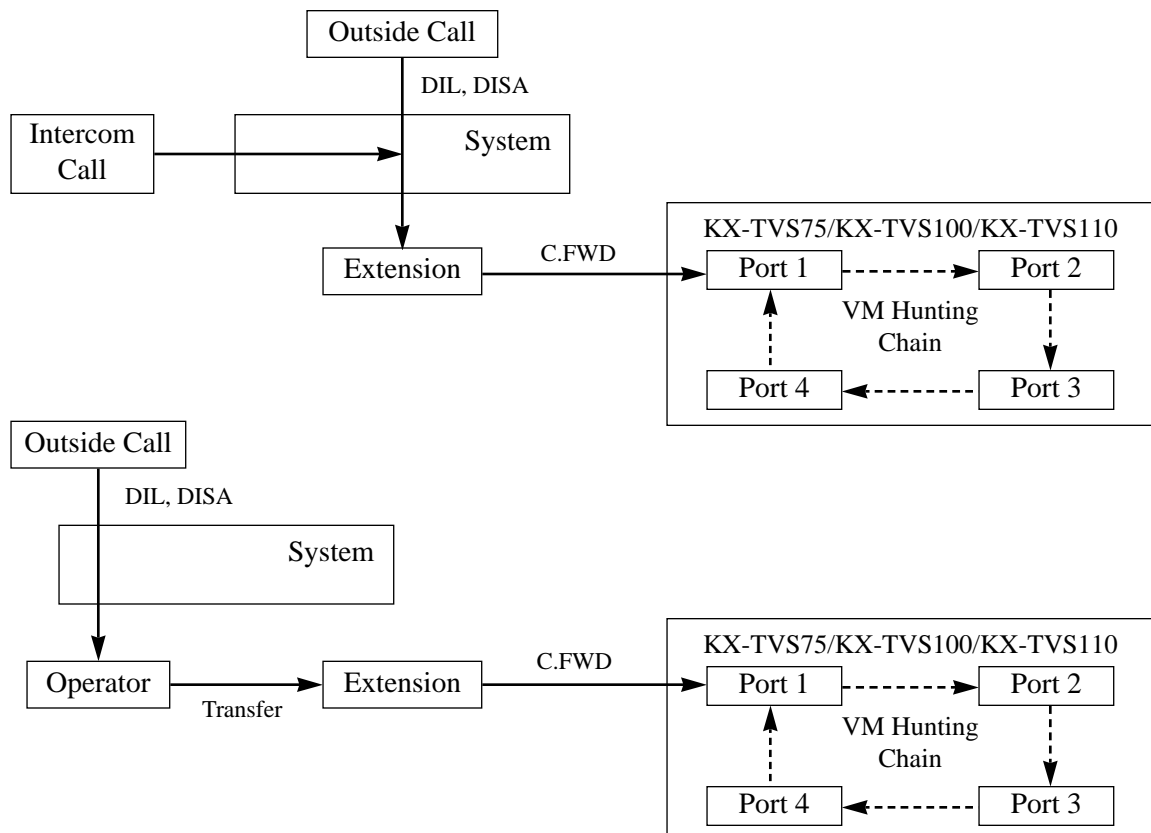 Outside Call
DIL, DISA
Intercom
Call
System
KX-TVS75/KX-TVS100/KX-TVS110
Extension
C.FWD
Port 1
Port 2
VM Hunting
Chain
Port 4
Port 3
Outside Call
DIL, DISA
System
KX-TVS75/KX-TVS100/KX-TVS110
Operator
Transfer
Extension
C.FWD
Port 1
Port 2
VM Hunting
Chain
Port 4
Port 3